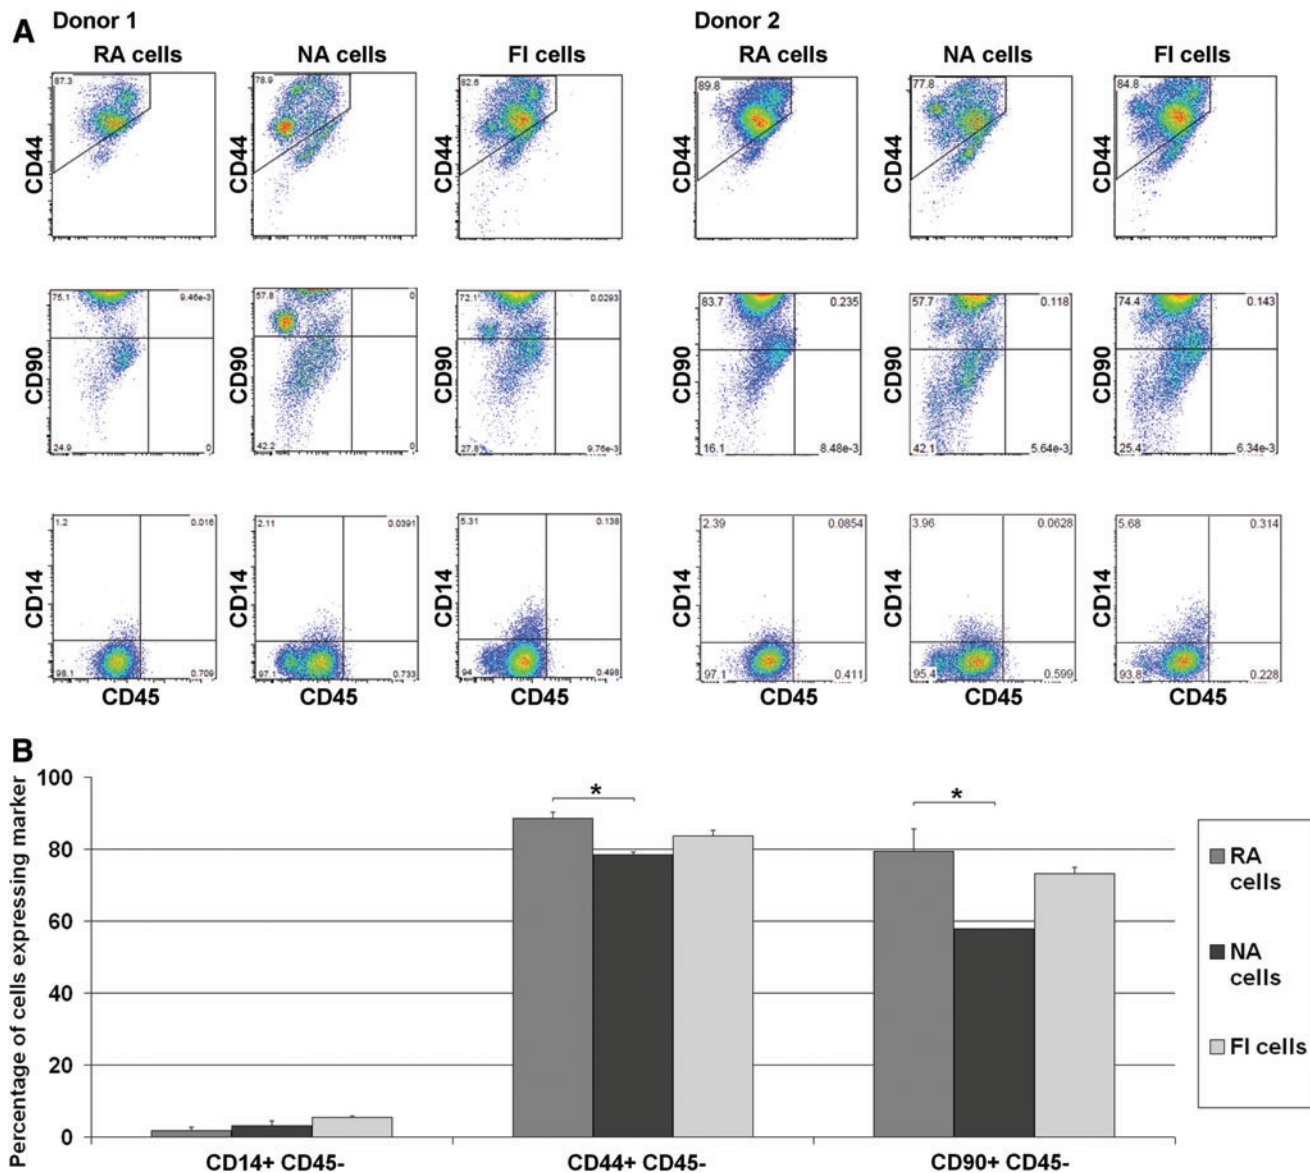 A
Donor 1
Donor 2
RA cells
NA cells
FI cells
RA cells
NA cells
FI cells
87.3
78.9
82.6
89.8
77.8
84.8
CD44
CD44
CD44
CD44
CD44
CD44
75.1
9.46e-3
57.8
0
72.1
0.0293
83.7
0.235
57.7
0.118
74.4
0.143
CD90
CD90
CD90
CD90
CD90
CD90
24.9
0
42.2
0
27.8
9.76e-3
16.1
8.48e-3
42.1
5.64e-3
25.4
6.34e-3
1.2
0.016
2.11
0.0391
5.31
0.138
2.39
0.0854
3.96
0.0628
5.68
0.314
CD14
CD14
CD14
CD14
CD14
CD14
98.1
0.709
97.1
0.733
94
0.498
97.1
0.411
95.4
0.599
93.8
0.228
CD45
CD45
CD45
CD45
CD45
CD45
B
Percentage of cells expressing marker
100
80
60
40
20
0
*
*
CD14+ CD45-
CD44+ CD45-
CD90+ CD45-
RA
cells
NA
cells
FI cells